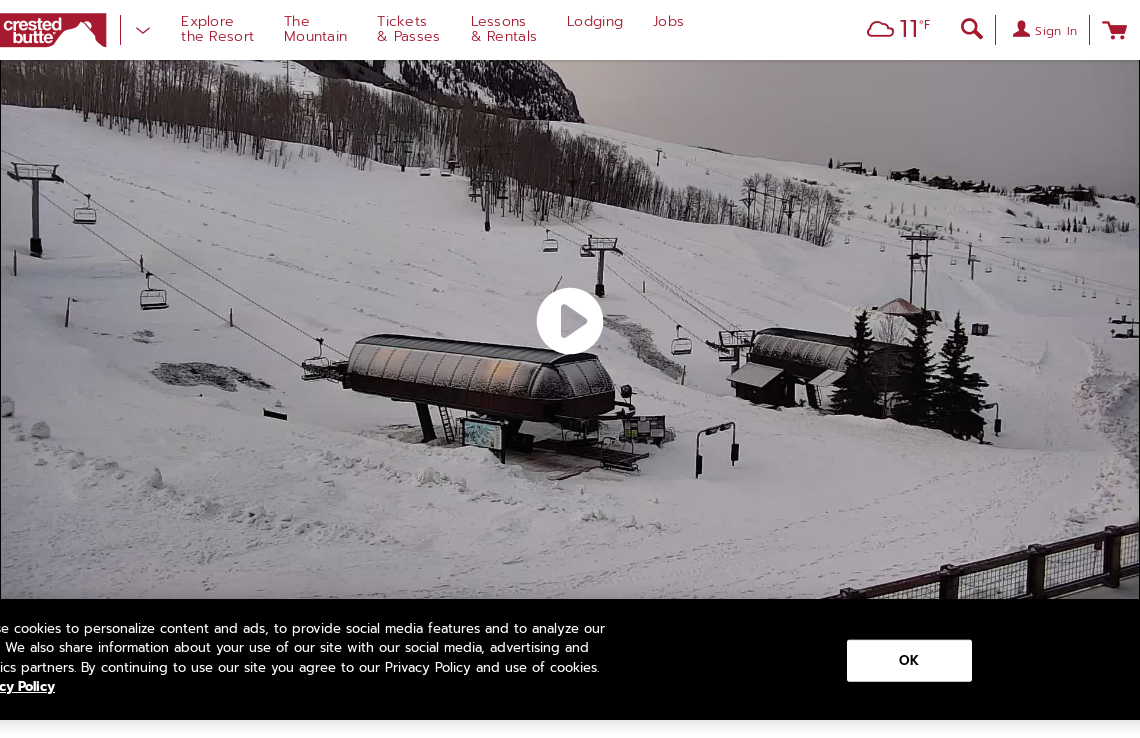 crested
butte
Explore
the Resort
The
Mountain
Tickets
& Passes
Lessons
& Rentals
Lodging
Jobs
11°F
Sign In
cookies to personalize content and ads, to provide social media features and to analyze our
We also share information about your use of our site with our social media, advertising and
partners. By continuing to use our site you agree to our Privacy Policy and use of cookies.
Policy
OK